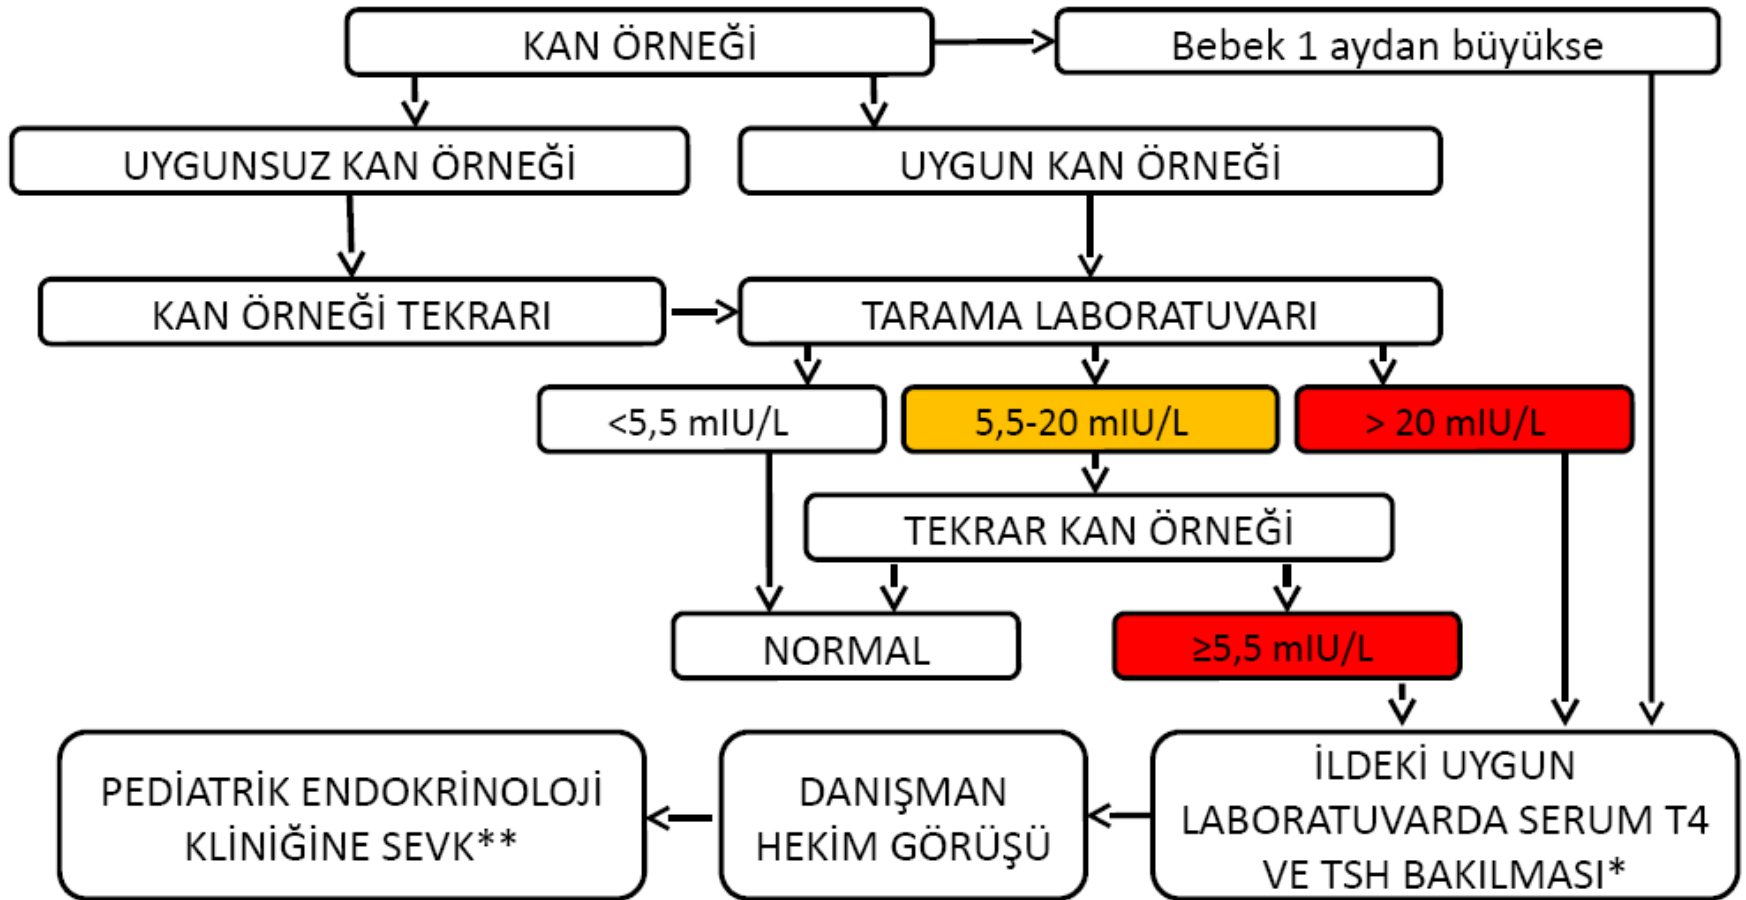 KAN ÖRNEĞİ
Bebek 1 aydan büyükse
UYGUNSUZ KAN ÖRNEĞİ
UYGUN KAN ÖRNEĞİ
KAN ÖRNEĞİ TEKRARI
TARAMA LABORATUVARI
<5,5 mIU/L
5,5-20 mIU/L
> 20 mIU/L
TEKRAR KAN ÖRNEĞİ
NORMAL
≥5,5 mIU/L
PEDİATRİK ENDOKRİNOLOJİ
KLİNİĞİNE SEVK**
DANIŞMAN
HEKİM GÖRÜŞÜ
İLDEKİ UYGUN
LABORATUVARDA SERUM T4
VE TSH BAKILMASI*